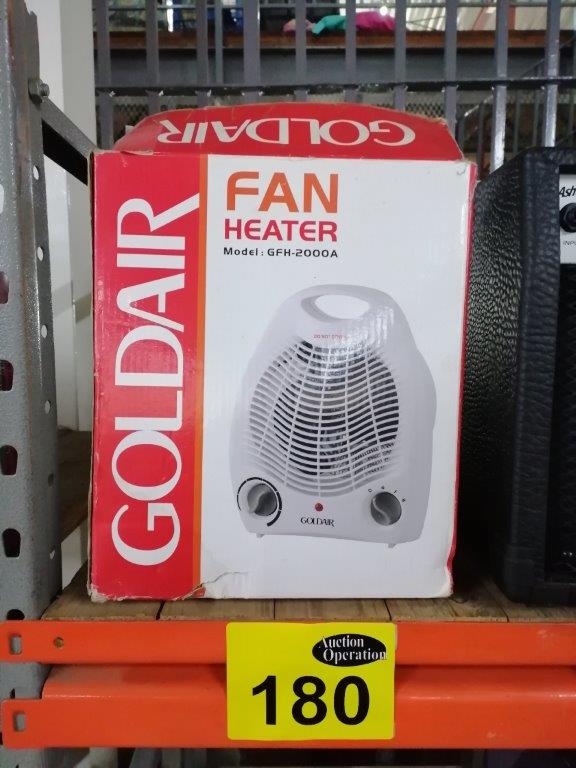 GOLDAIR
GOLDAIR
FAN
HEATER
Model: GFH-2000A
GOLDAIR
Auction
Operation
180